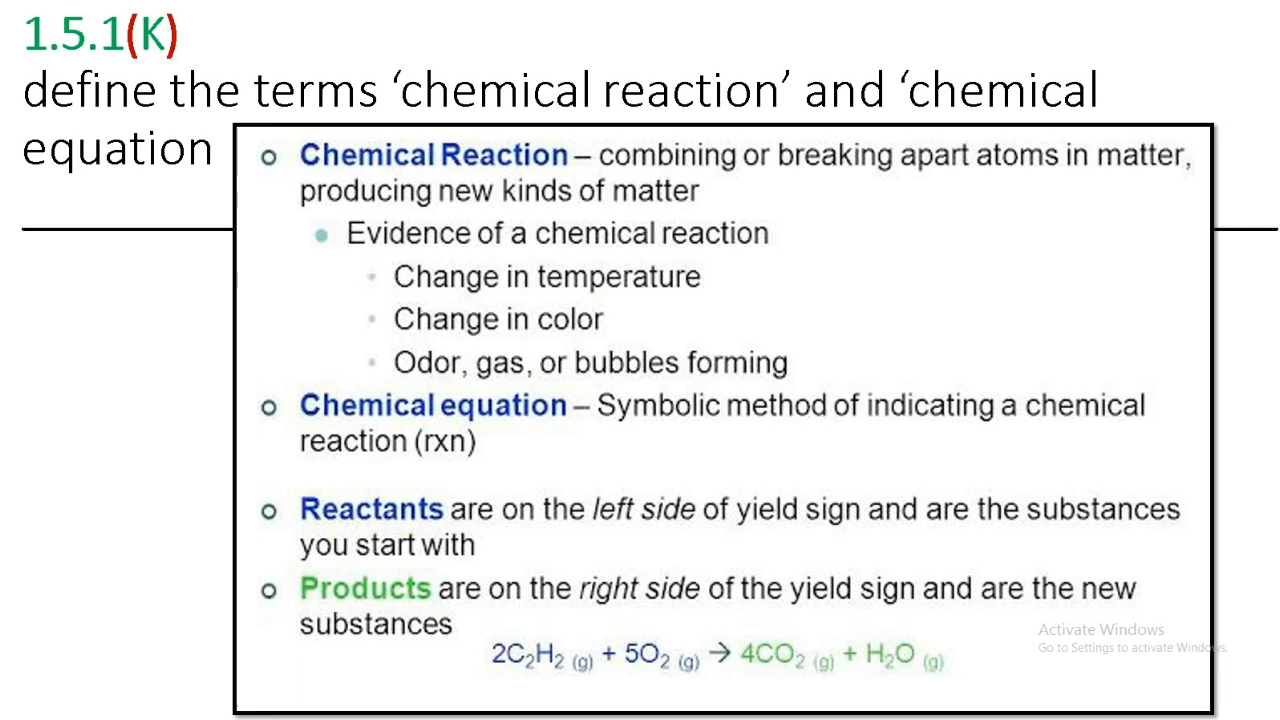 1.5.1(K)
define the terms ‘chemical reaction’ and ‘chemical
equation
Chemical Reaction – combining or breaking apart atoms in matter,
producing new kinds of matter
Evidence of a chemical reaction
Change in temperature
Change in color
Odor, gas, or bubbles forming
Chemical equation – Symbolic method of indicating a chemical
reaction (rxn)
Reactants are on the left side of yield sign and are the substances
you start with
Products are on the right side of the yield sign and are the new
substances
2C₂H₂ (g) + 5O₂ (g) → 4CO₂ (g) + H₂O (g)
Activate Windows
Go to Settings to activate Windows.